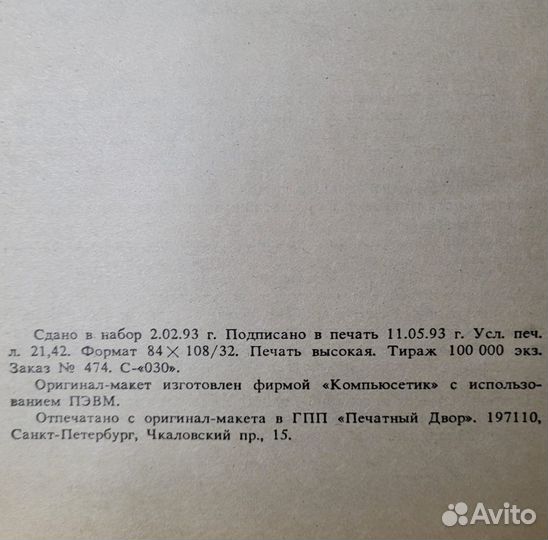 Сдано в набор 2.02.93 г. Подписано в печать 11.05.93 г. Усл. печ.
л. 21,42. Формат 84×108/32. Печать высокая. Тираж 100 000 экз.
Заказ № 474. С-«030».
Оригинал-макет изготовлен фирмой «Компьюсетик» с использо-
ванием ПЭВМ.
Отпечатано с оригинал-макета в ГПП «Печатный Двор». 197110,
Санкт-Петербург, Чкаловский пр., 15.
Avito